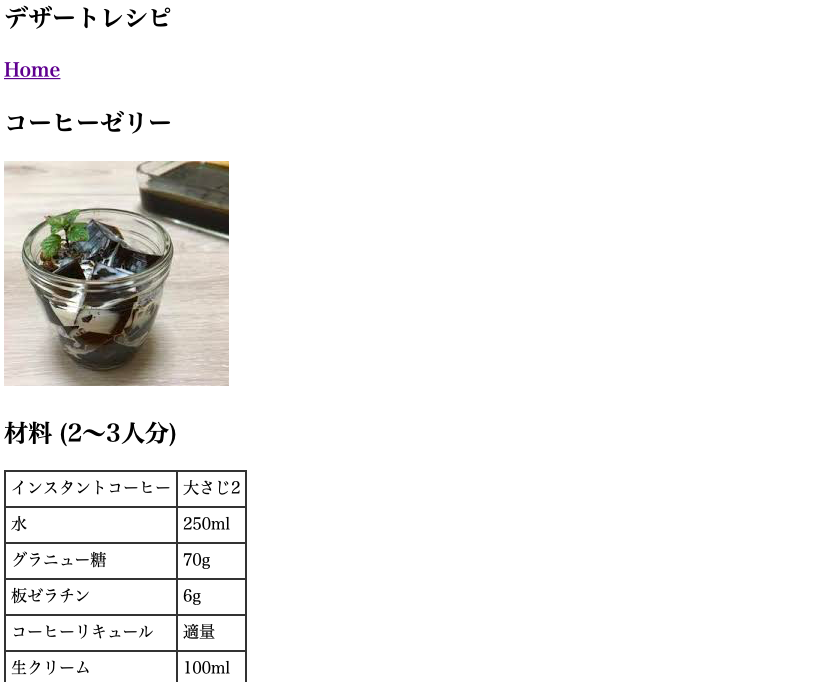 デザートレシピ
Home
コーヒーゼリー
材料 (2〜3人分)
インスタントコーヒー 大さじ2
水 250ml
グラニュー糖 70g
板ゼラチン 6g
コーヒーリキュール 適量
生クリーム 100ml